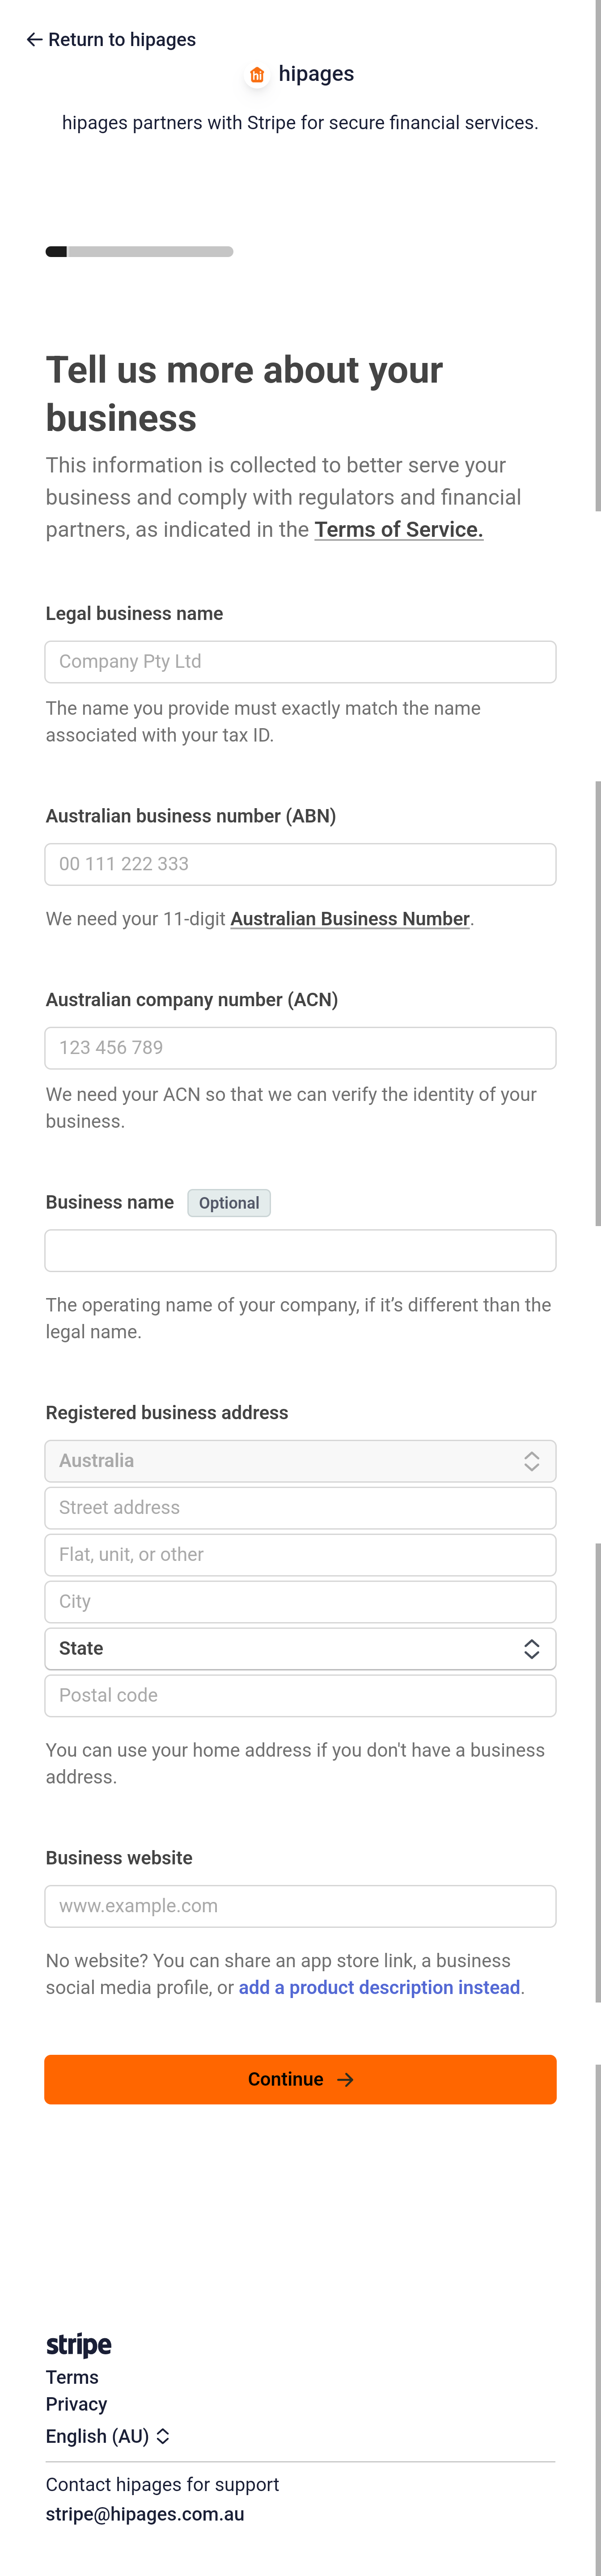 ← Return to hipages
hi hipages
hipages partners with Stripe for secure financial services.
Tell us more about your
business
This information is collected to better serve your
business and comply with regulators and financial
partners, as indicated in the Terms of Service.
Legal business name
Company Pty Ltd
The name you provide must exactly match the name
associated with your tax ID.
Australian business number (ABN)
00 111 222 333
We need your 11-digit Australian Business Number.
Australian company number (ACN)
123 456 789
We need your ACN so that we can verify the identity of your
business.
Business name Optional
The operating name of your company, if it’s different than the
legal name.
Registered business address
Australia
Street address
Flat, unit, or other
City
State
Postal code
You can use your home address if you don't have a business
address.
Business website
www.example.com
No website? You can share an app store link, a business
social media profile, or add a product description instead.
Continue →
stripe
Terms
Privacy
English (AU)
Contact hipages for support
stripe@hipages.com.au